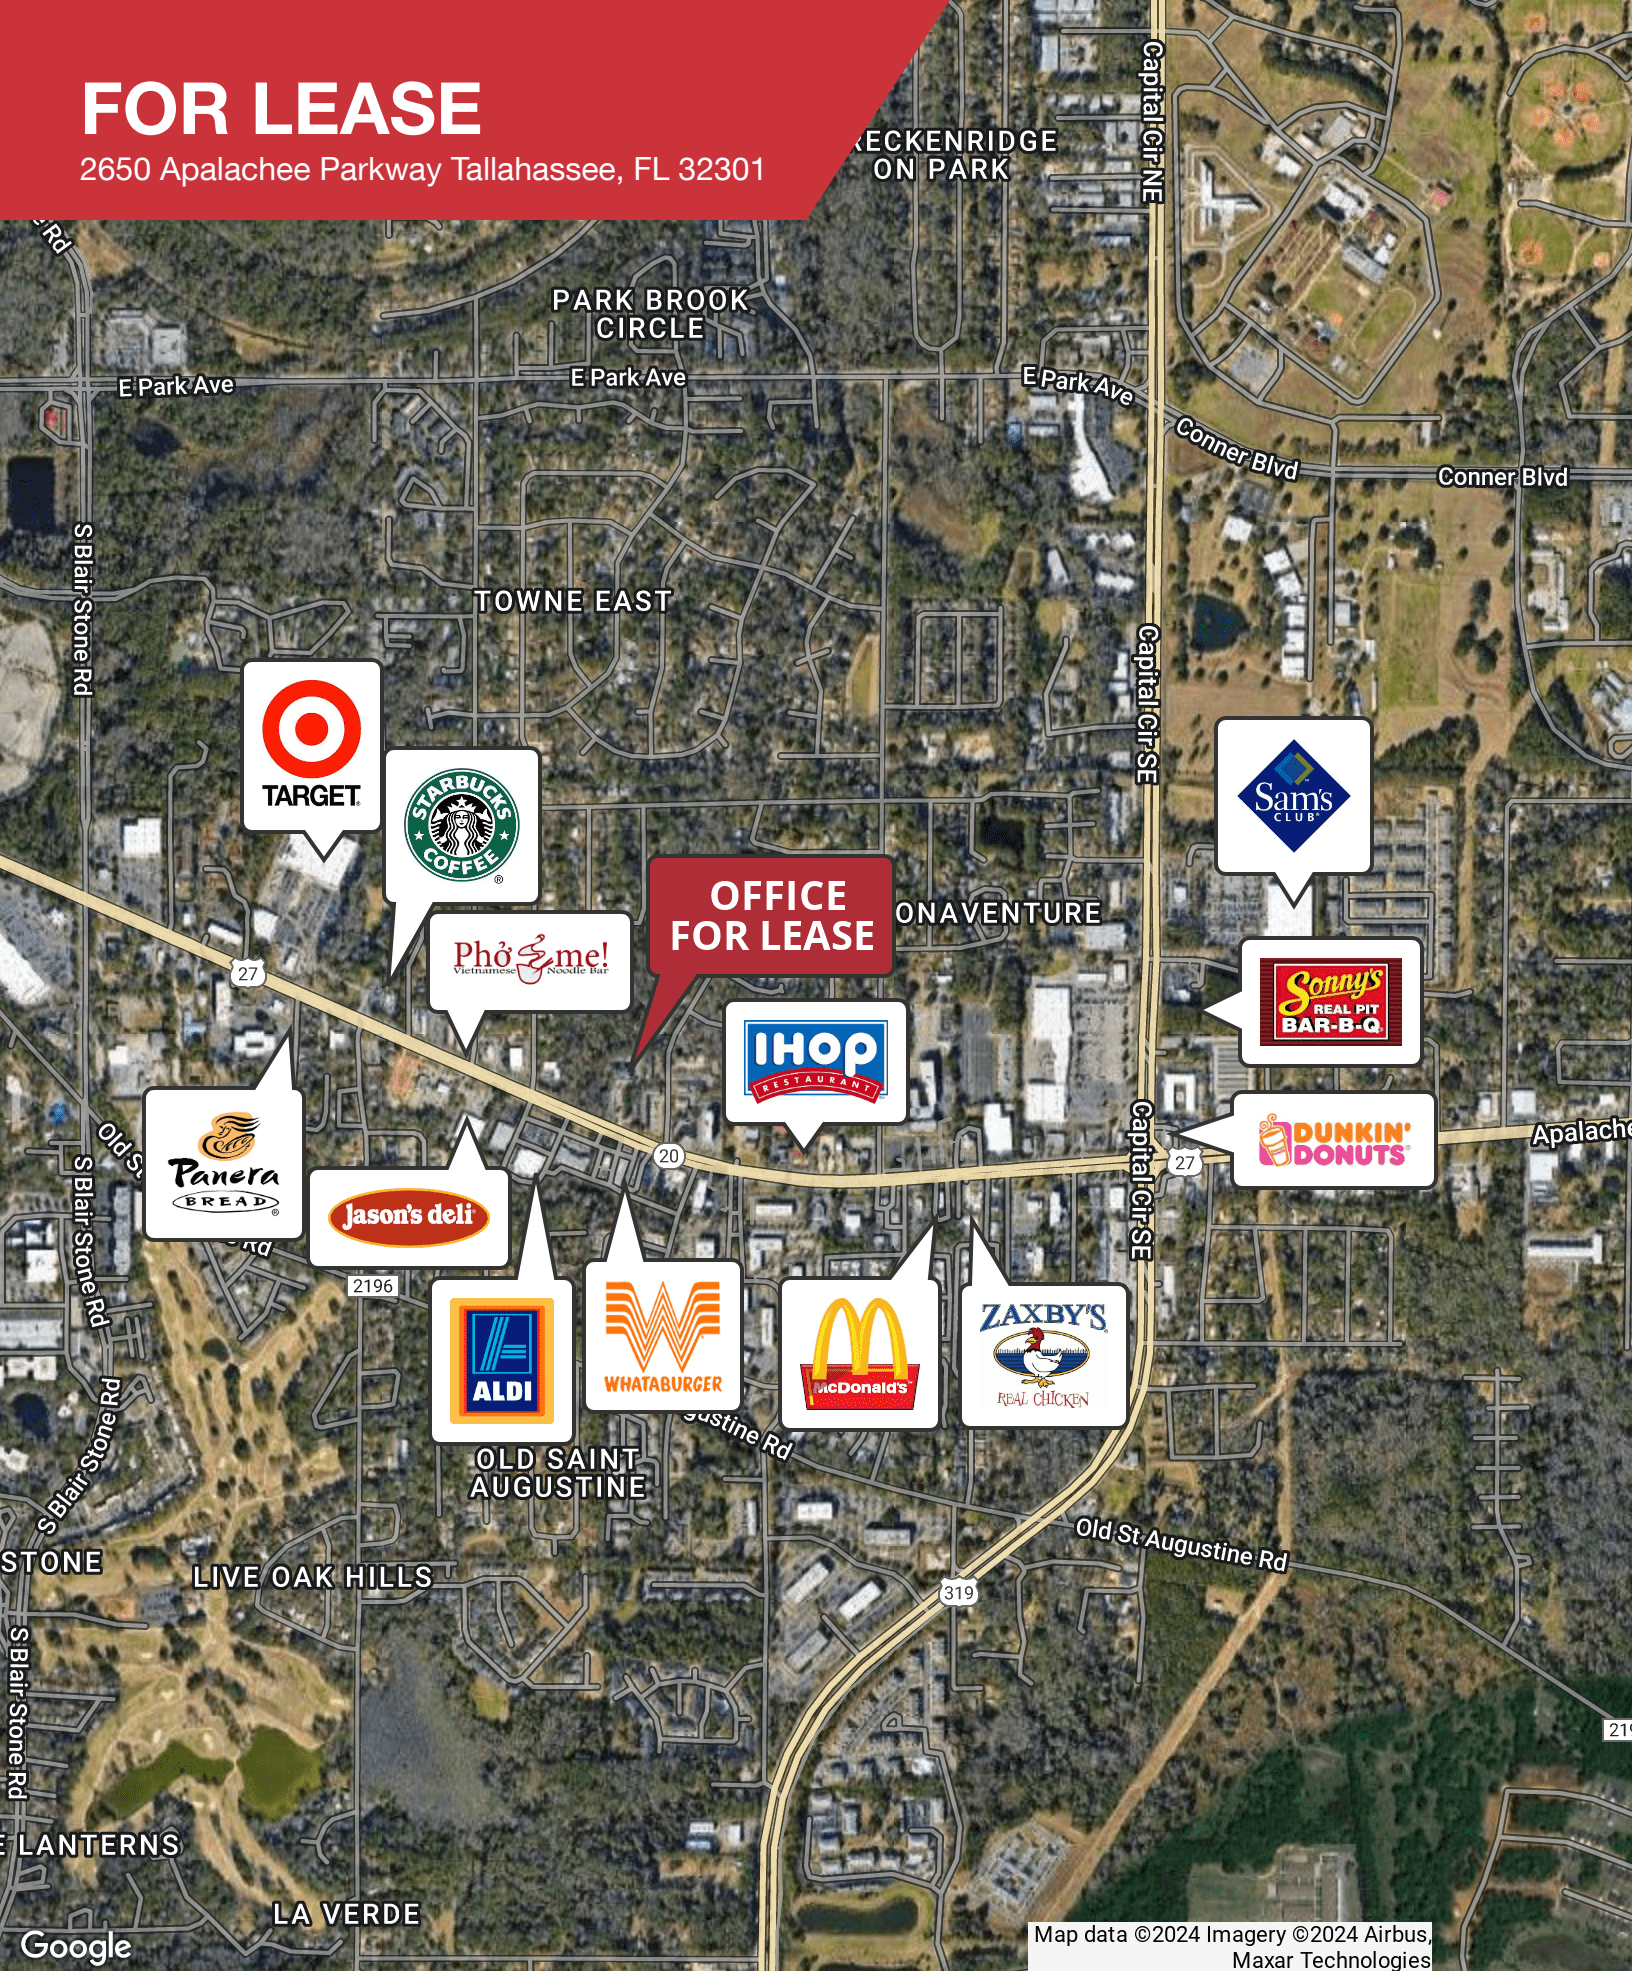 FOR LEASE
2650 Apalachee Parkway Tallahassee, FL 32301
Capital Cir NE
RECKENRIDGE
ON PARK
e Rd
PARK BROOK
CIRCLE
E Park Ave
E Park Ave
E Park Ave
Conner Blvd
Conner Blvd
S Blair Stone Rd
TOWNE EAST
Capital Cir SE
TARGET
STARBUCKS
COFFEE
®
Sam's
CLUB
OFFICE
FOR LEASE
ONAVENTURE
Phở me!
Vietnamese Noodle Bar
27
Sonny's
REAL PIT
BAR-B-Q
IHOP
RESTAURANT
Panera
BREAD
®
Old St
Rd
S Blair Stone Rd
20
27
Capital Cir SE
DUNKIN'
DONUTS
Apalache
Jason's deli
2196
ALDI
WHATABURGER
McDonald's
ZAXBY'S
REAL CHICKEN
gustine Rd
S Blair Stone Rd
OLD SAINT
AUGUSTINE
Old St Augustine Rd
STONE
LIVE OAK HILLS
319
S Blair Stone Rd
219
E LANTERNS
LA VERDE
Google
Map data ©2024 Imagery ©2024 Airbus,
Maxar Technologies